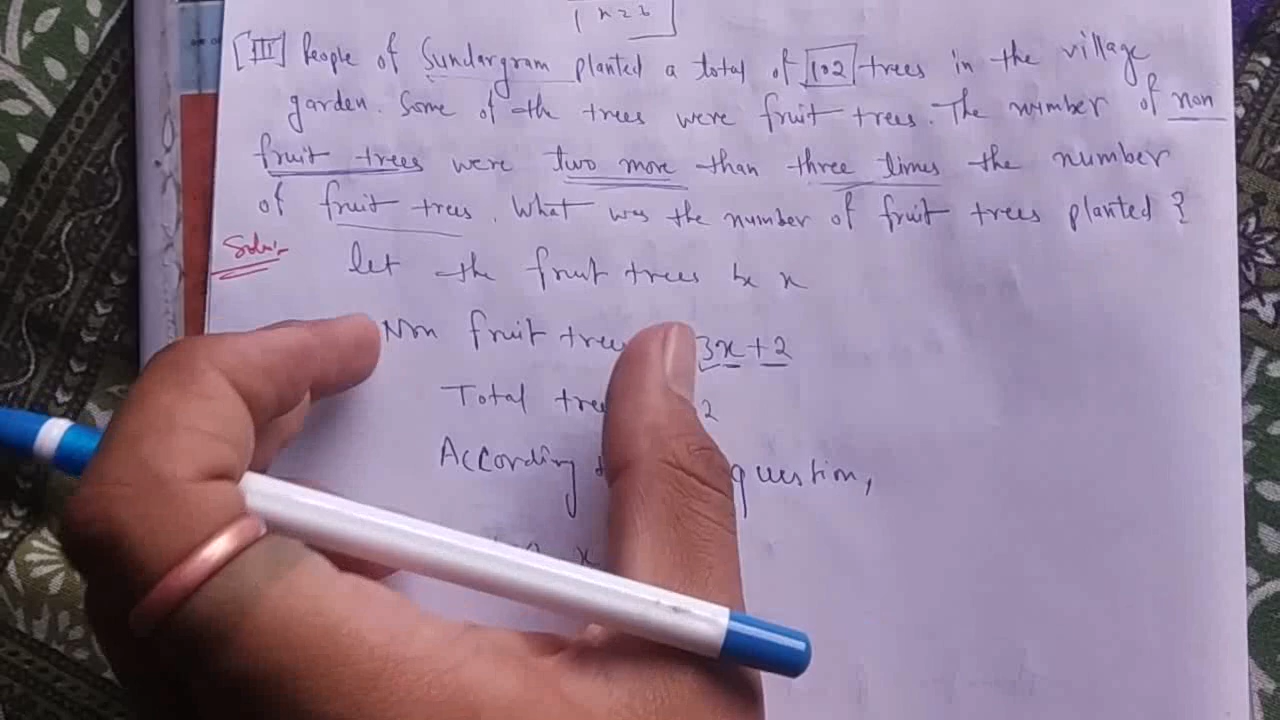 [III] People of Sundargram planted a total of 102 trees in the village
garden. Some of the trees were fruit trees. The number of non
fruit trees were two more than three times the number
of fruit trees. What was the number of fruit trees planted?
Soln:-
let the fruit trees be x
Non fruit 3x+2
Total 2
According question,
x